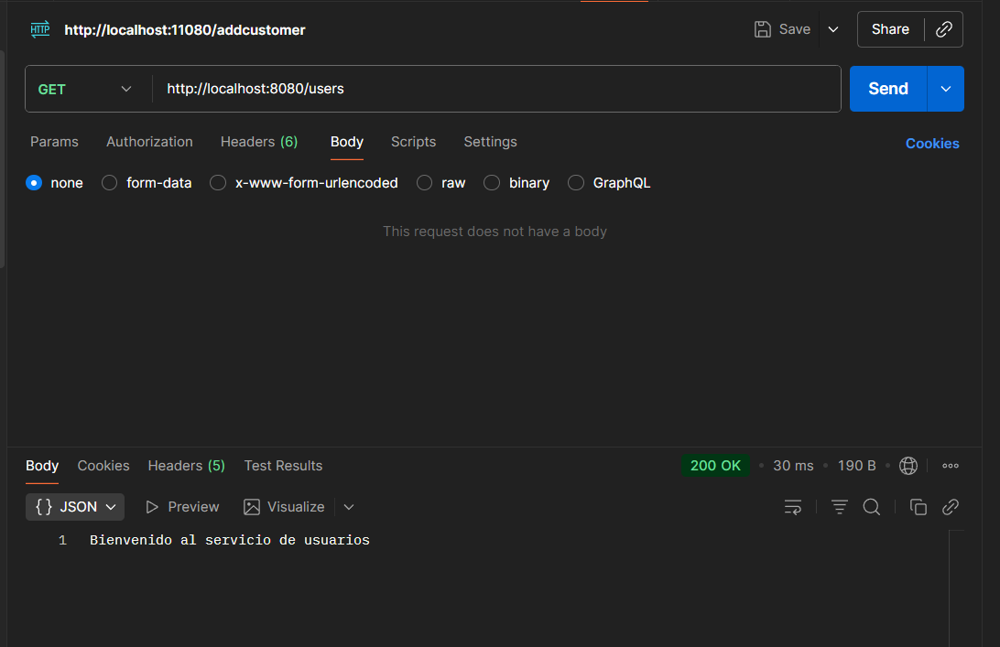 HTTP http://localhost:11080/addcustomer Save Share
GET http://localhost:8080/users Send
Params Authorization Headers (6) Body Scripts Settings Cookies
none form-data x-www-form-urlencoded raw binary GraphQL
This request does not have a body
Body Cookies Headers (5) Test Results 200 OK • 30 ms • 190 B •
{ } JSON Preview Visualize
1 Bienvenido al servicio de usuarios